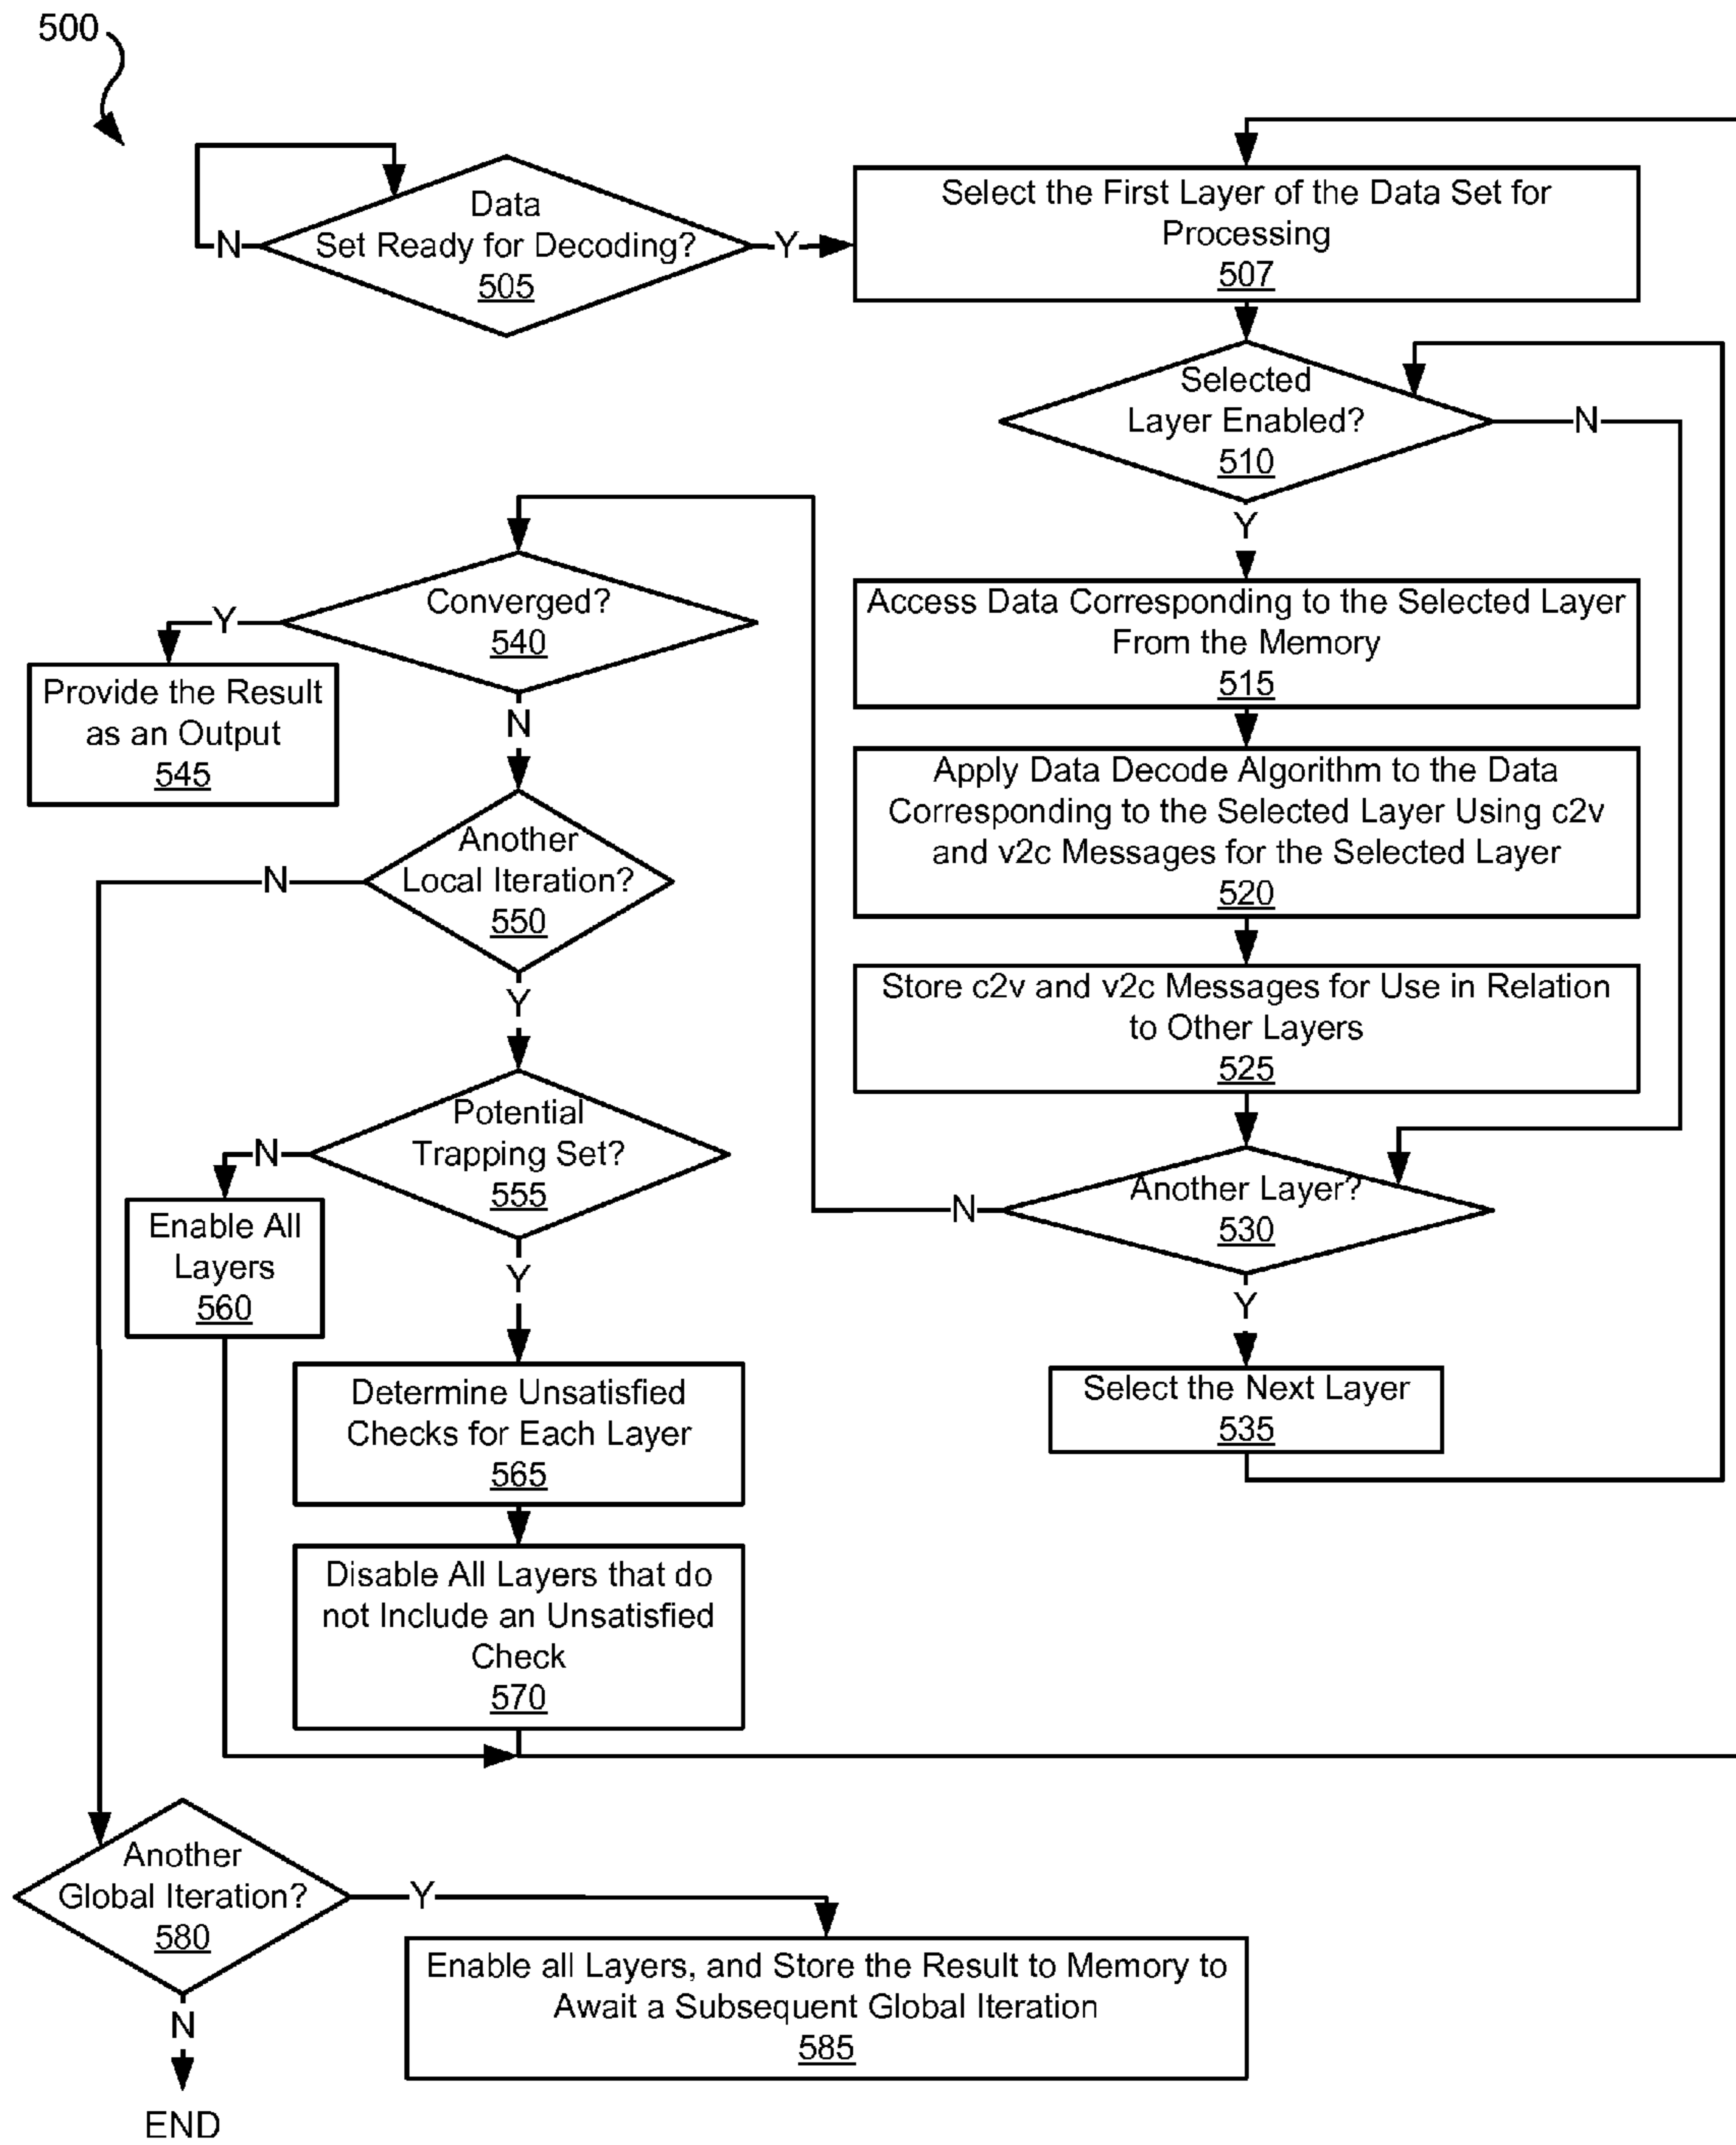 500
Data
Set Ready for Decoding?
505
N
Y
Select the First Layer of the Data Set for
Processing
507
Selected
Layer Enabled?
510
N
Y
Access Data Corresponding to the Selected Layer
From the Memory
515
Apply Data Decode Algorithm to the Data
Corresponding to the Selected Layer Using c2v
and v2c Messages for the Selected Layer
520
Store c2v and v2c Messages for Use in Relation
to Other Layers
525
Another Layer?
530
N
Y
Select the Next Layer
535
Converged?
540
Y
Provide the Result
as an Output
545
N
Another
Local Iteration?
550
N
Y
Potential
Trapping Set?
555
N
Enable All
Layers
560
Y
Determine Unsatisfied
Checks for Each Layer
565
Disable All Layers that do
not Include an Unsatisfied
Check
570
Another
Global Iteration?
580
Y
Enable all Layers, and Store the Result to Memory to
Await a Subsequent Global Iteration
585
N
END